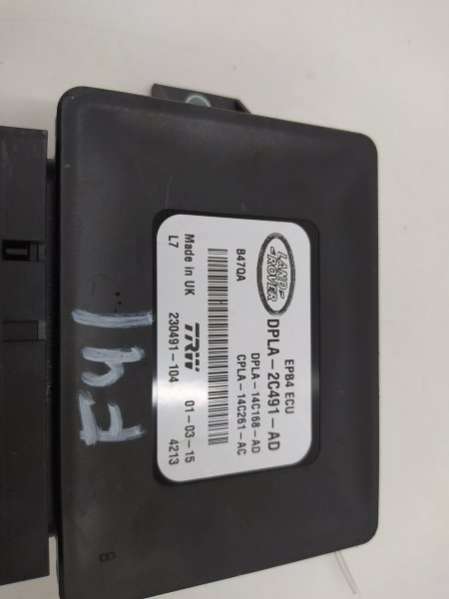 LAND-
-ROVER
EPB4 ECU
DPLA-2C491-AD
DPLA-14C168-AD
CPLA-14C261-AC
B47QA
Made in UK
L7
TRW
230491-104
01-03-15
4213
F41